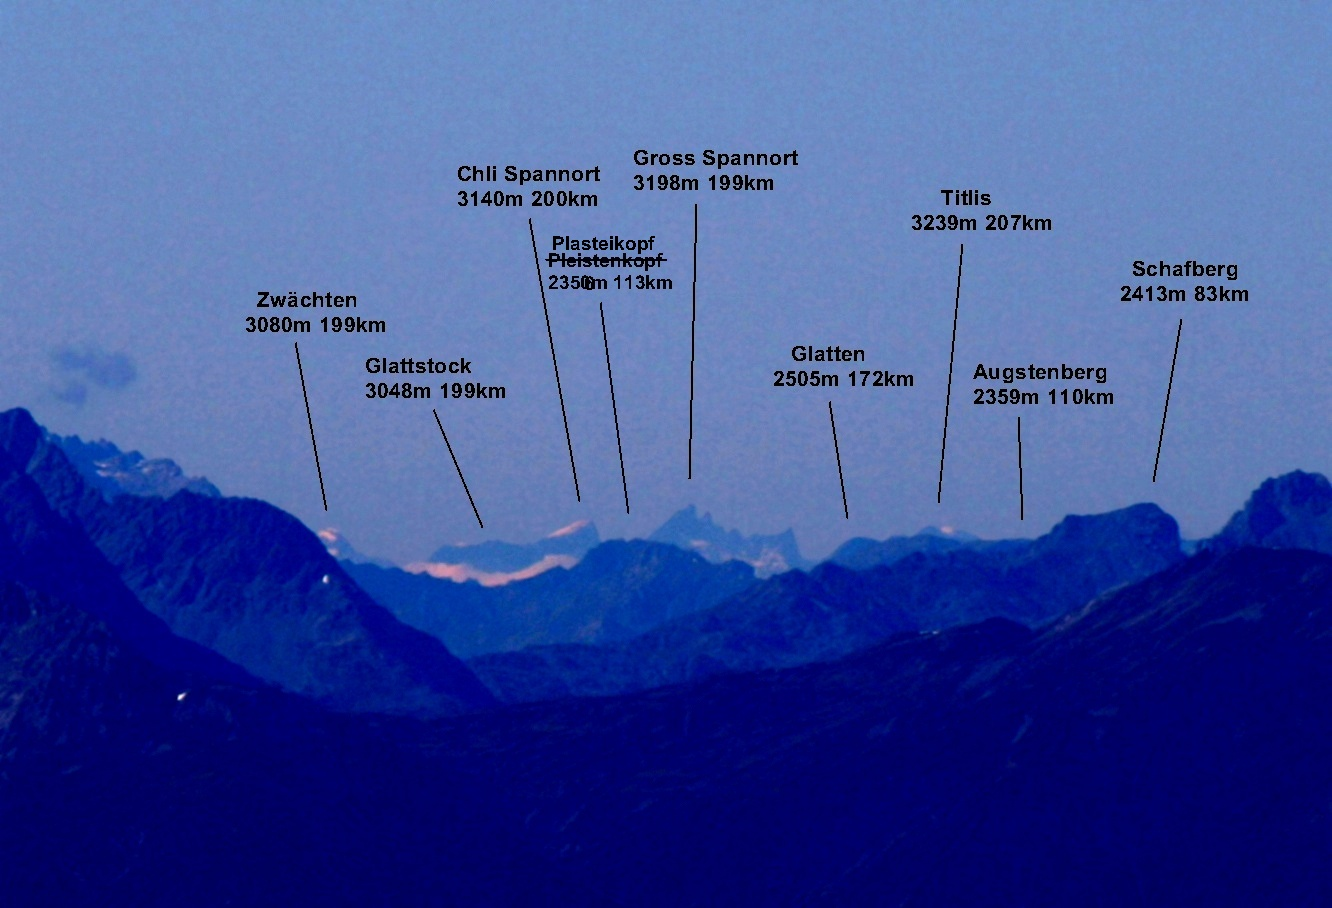 Gross Spannort
3198m 199km
Chli Spannort
3140m 200km
Titlis
3239m 207km
Plasteikopf
Pleistenkopf
2356m 113km
Schafberg
2413m 83km
Zwächten
3080m 199km
Glatten
2505m 172km
Glattstock
3048m 199km
Augstenberg
2359m 110km